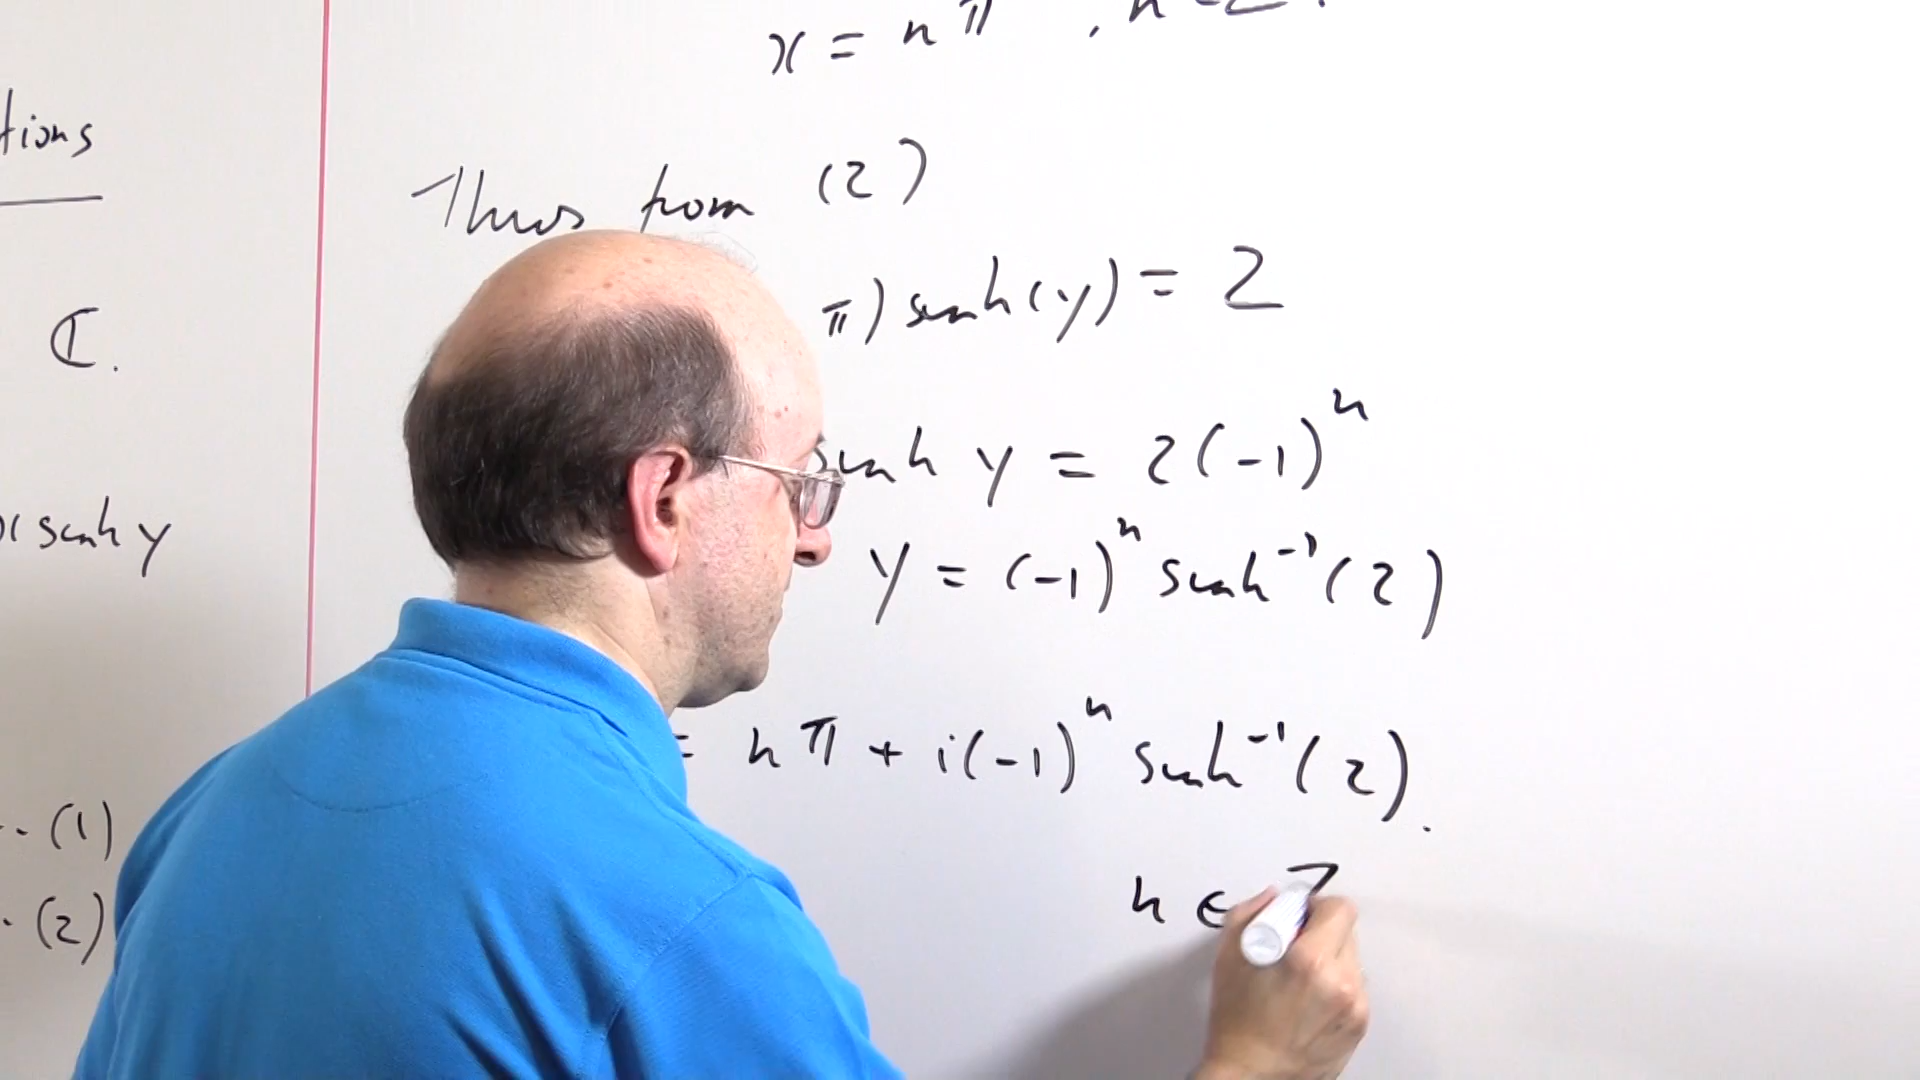 tions
ℂ.
sinh y
(1)
(2)
x = nπ , n
Thus from (2)
π) sinh(y) = 2
sinh y = 2(-1)ⁿ
y = (-1)ⁿ sinh⁻¹(2)
= nπ + i(-1)ⁿ sinh⁻¹(2).
n ∈